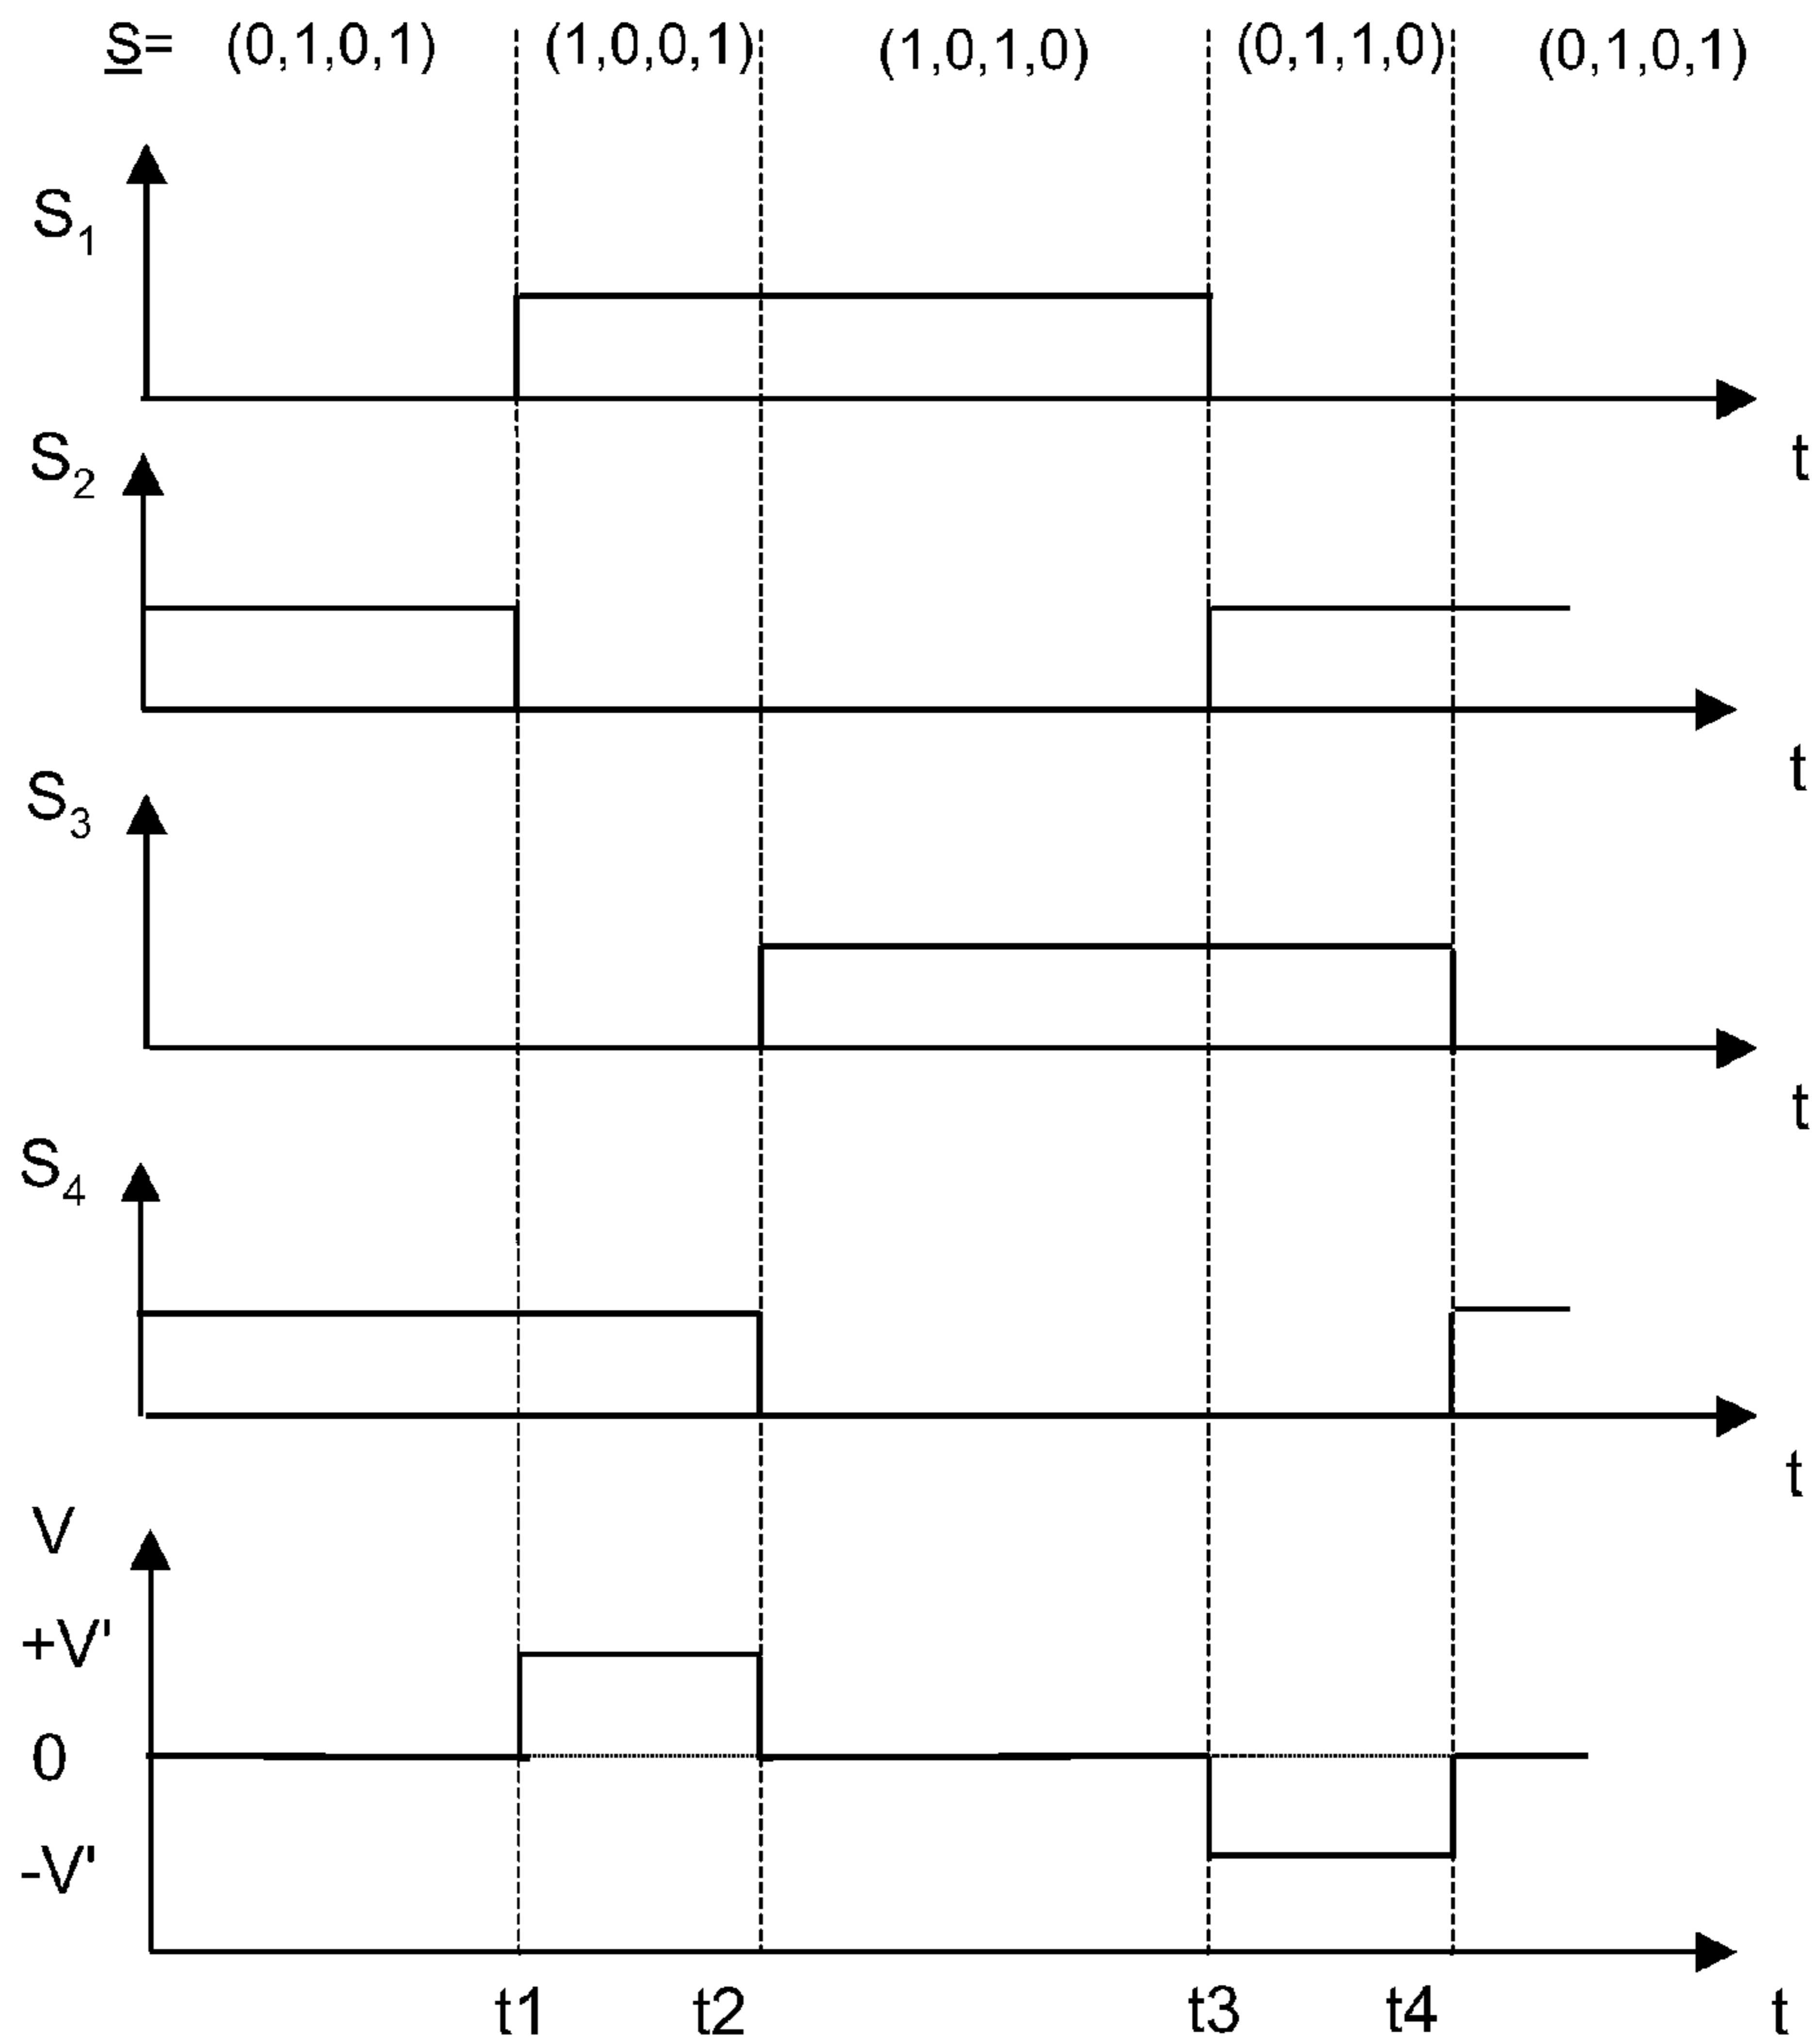 s= (0,1,0,1) (1,0,0,1) (1,0,1,0) (0,1,1,0) (0,1,0,1)
S1
t
S2
t
S3
t
S4
t
V
+V'
0
-V'
t1 t2 t3 t4 t